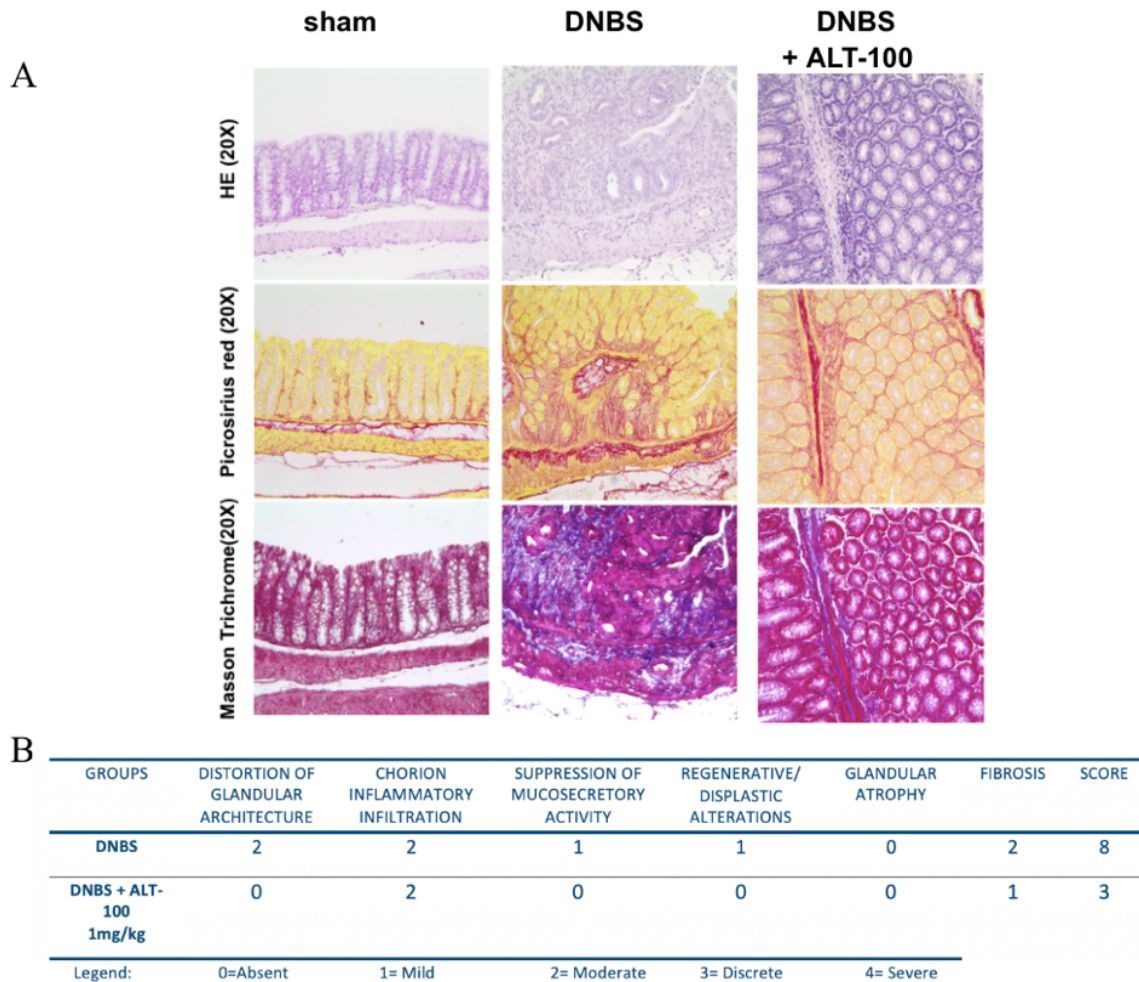 sham DNBS DNBS
+ ALT-100
A
HE (20X)
Picrosirius red (20X)
Masson Trichrome(20X)
B
GROUPS DISTORTION OF GLANDULAR ARCHITECTURE CHORION INFLAMMATORY INFILTRATION SUPPRESSION OF MUCOSECRETORY ACTIVITY REGENERATIVE/ DISPLASTIC ALTERATIONS GLANDULAR ATROPHY FIBROSIS SCORE
DNBS 2 2 1 1 0 2 8
DNBS + ALT-
100
1mg/kg
0 2 0 0 0 1 3
Legend: 0=Absent 1= Mild 2= Moderate 3= Discrete 4= Severe